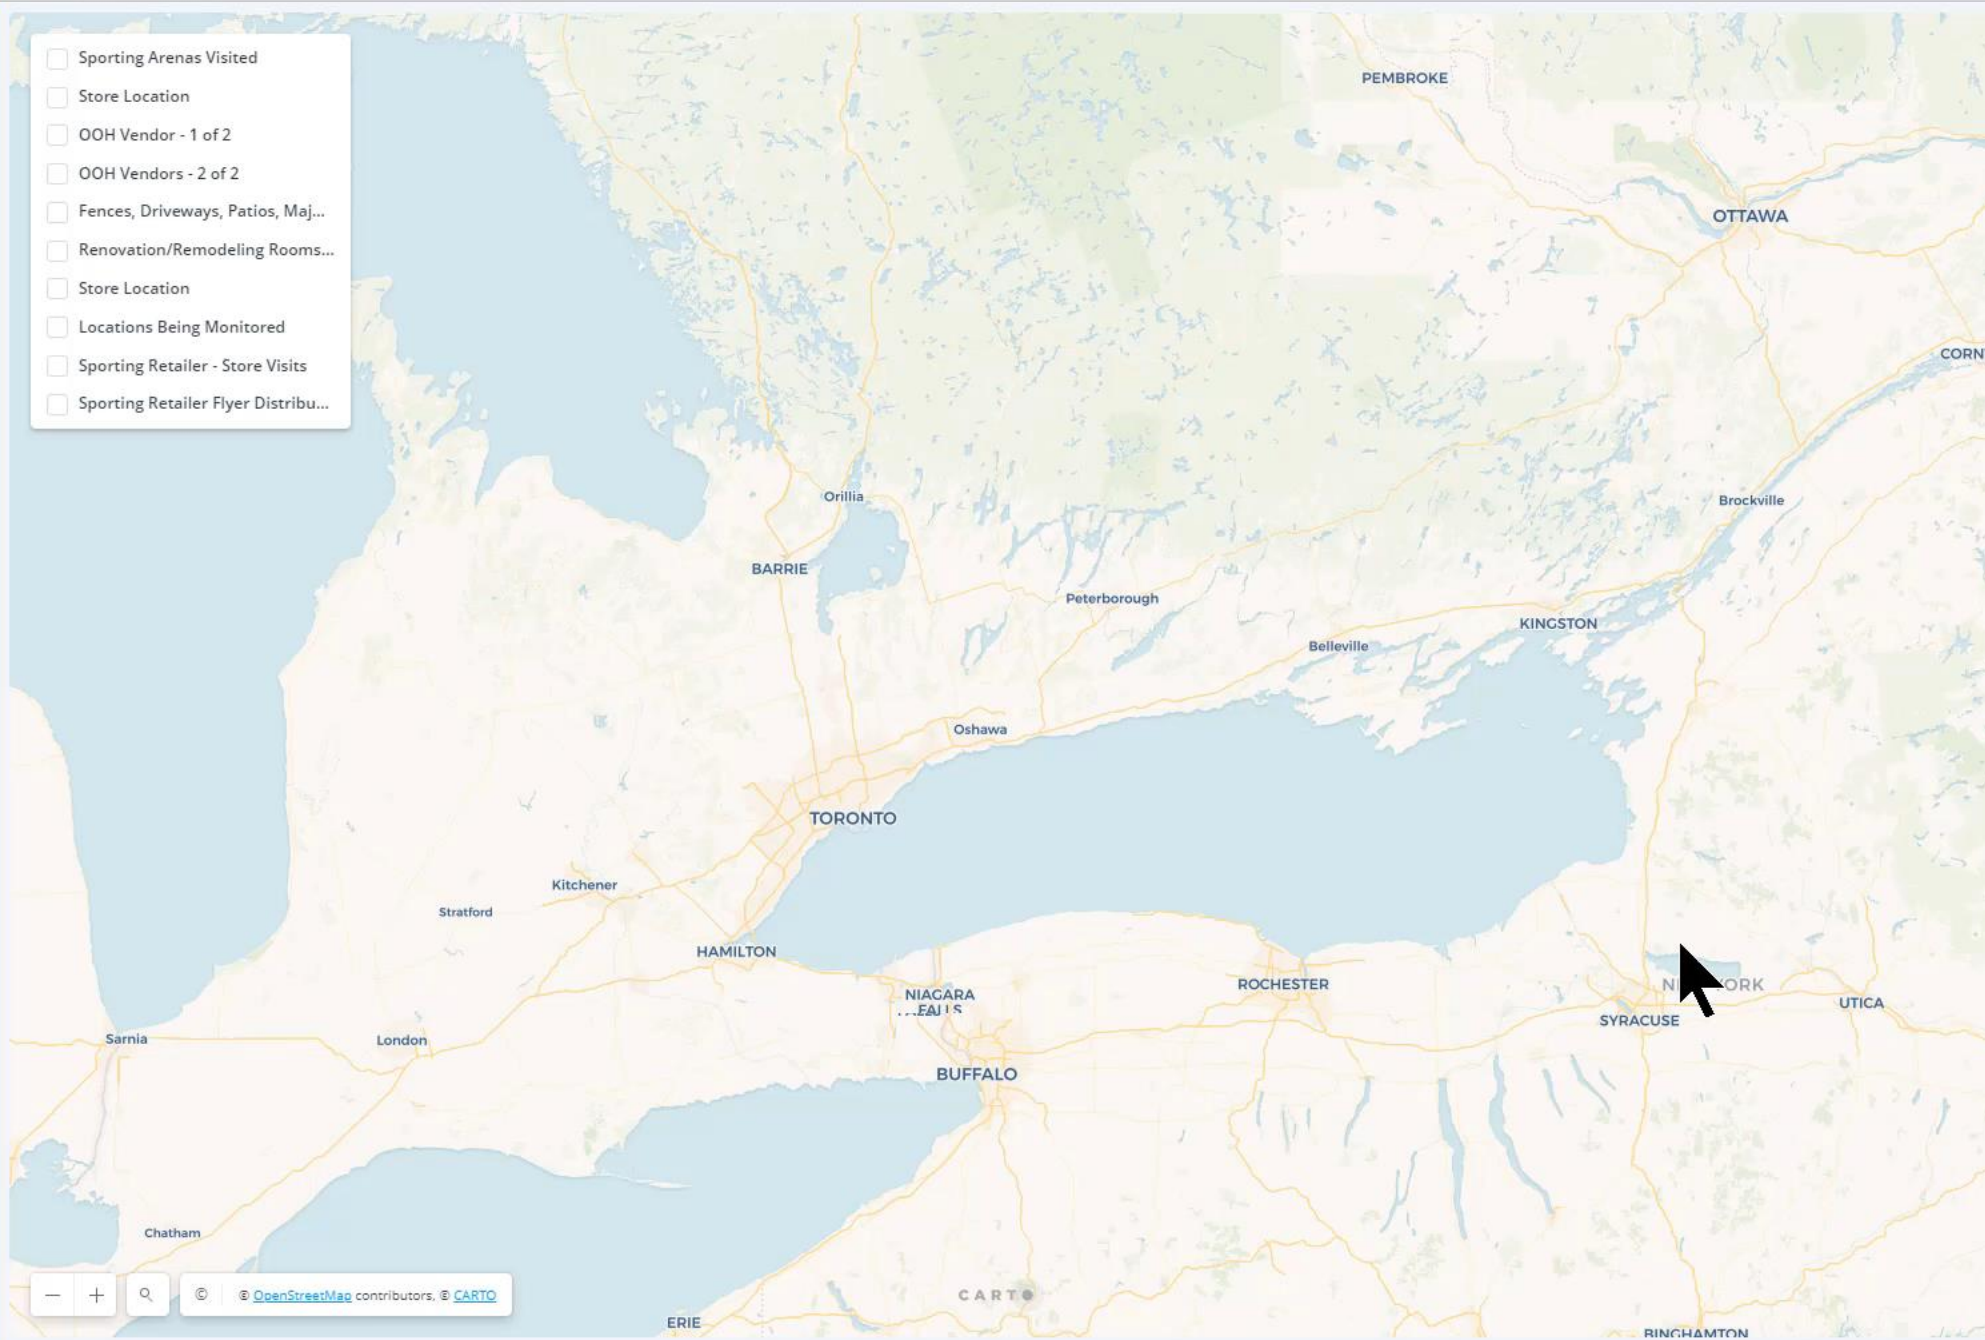 Sporting Arenas Visited
Store Location
OOH Vendor - 1 of 2
OOH Vendors - 2 of 2
Fences, Driveways, Patios, Maj...
Renovation/Remodeling Rooms...
Store Location
Locations Being Monitored
Sporting Retailer - Store Visits
Sporting Retailer Flyer Distribu...
PEMBROKE
OTTAWA
CORN
Orillia
Brockville
BARRIE
Peterborough
KINGSTON
Belleville
Oshawa
TORONTO
Kitchener
Stratford
HAMILTON
ROCHESTER
NIAGARA
FALLS
UTICA
SYRACUSE
Sarnia
London
BUFFALO
Chatham
© © OpenStreetMap contributors, © CARTO
CARTO
ERIE
BINGHAMTON